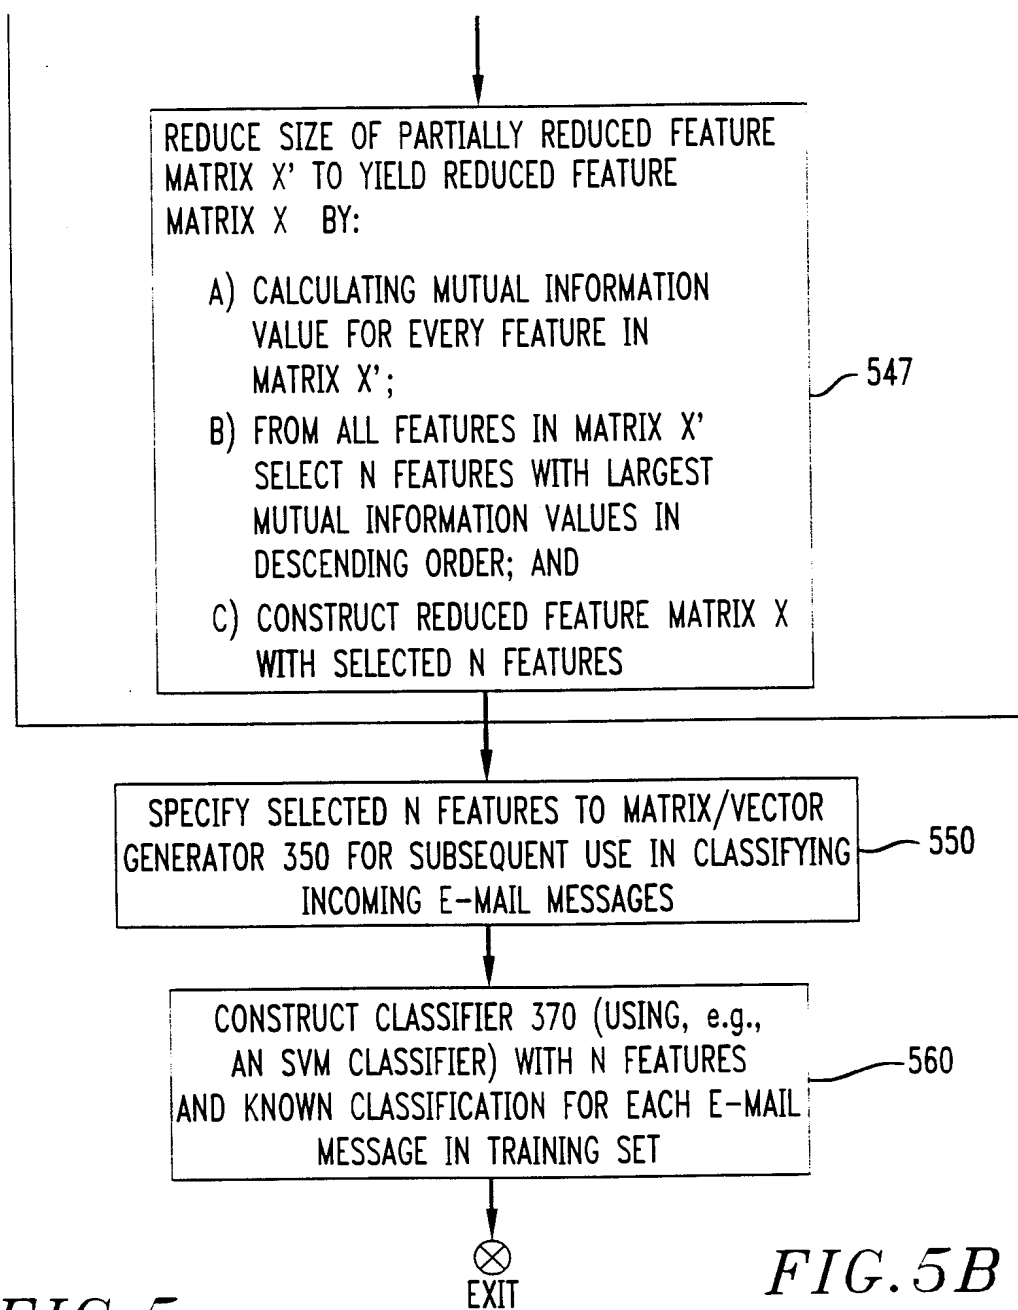 REDUCE SIZE OF PARTIALLY REDUCED FEATURE
MATRIX X' TO YIELD REDUCED FEATURE
MATRIX X BY:
A) CALCULATING MUTUAL INFORMATION
VALUE FOR EVERY FEATURE IN
MATRIX X';
547
B) FROM ALL FEATURES IN MATRIX X'
SELECT N FEATURES WITH LARGEST
MUTUAL INFORMATION VALUES IN
DESCENDING ORDER; AND
C) CONSTRUCT REDUCED FEATURE MATRIX X
WITH SELECTED N FEATURES
SPECIFY SELECTED N FEATURES TO MATRIX/VECTOR
GENERATOR 350 FOR SUBSEQUENT USE IN CLASSIFYING
INCOMING E-MAIL MESSAGES
550
CONSTRUCT CLASSIFIER 370 (USING, e.g.,
AN SVM CLASSIFIER) WITH N FEATURES
AND KNOWN CLASSIFICATION FOR EACH E-MAIL
MESSAGE IN TRAINING SET
560
EXIT
FIG.5B